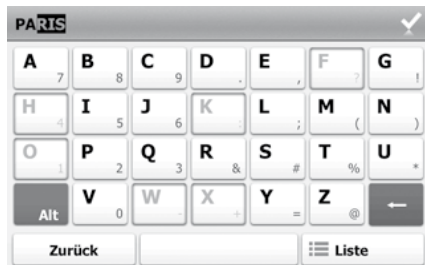 PARIS
A 7 B 8 C 9 D . E , F ? G !
H 4 I 5 J 6 K : L ; M ( N )
O 1 P 2 Q 3 R & S # T % U *
Alt V 0 W - X + Y = Z @
Zurück Liste